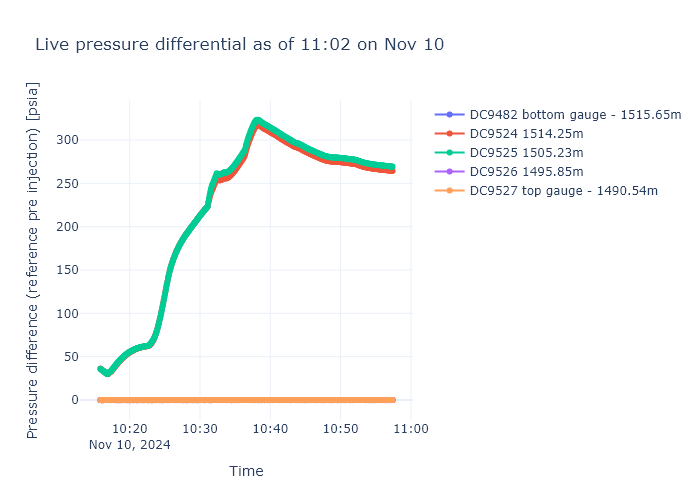 Live pressure differential as of 11:02 on Nov 10
Pressure difference (reference pre injection) [psia]
300
250
200
150
100
50
0
10:20
Nov 10, 2024
10:30
10:40
10:50
11:00
Time
DC9482 bottom gauge - 1515.65m
DC9524 1514.25m
DC9525 1505.23m
DC9526 1495.85m
DC9527 top gauge - 1490.54m